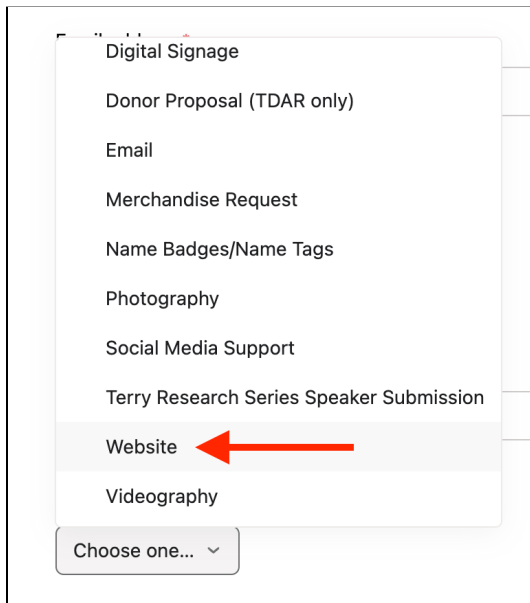 Digital Signage
Donor Proposal (TDAR only)
Email
Merchandise Request
Name Badges/Name Tags
Photography
Social Media Support
Terry Research Series Speaker Submission
Website
Videography
Choose one...